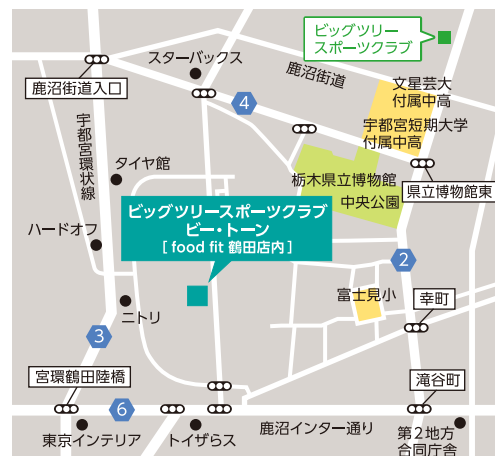 ビッグツリー
スポーツクラブ
スターバックス
鹿沼街道
文星芸大
付属中高
鹿沼街道入口
4
宇都宮短期大学
付属中高
宇都宮環状線
タイヤ館
栃木県立博物館
中央公園
県立博物館東
ビッグツリースポーツクラブ
ビー・トーン
[ food fit 鶴田店内 ]
ハードオフ
2
富士見小
幸町
ニトリ
3
宮環鶴田陸橋
滝谷町
6
東京インテリア
トイザらス
鹿沼インター通り
第2地方
合同庁舎